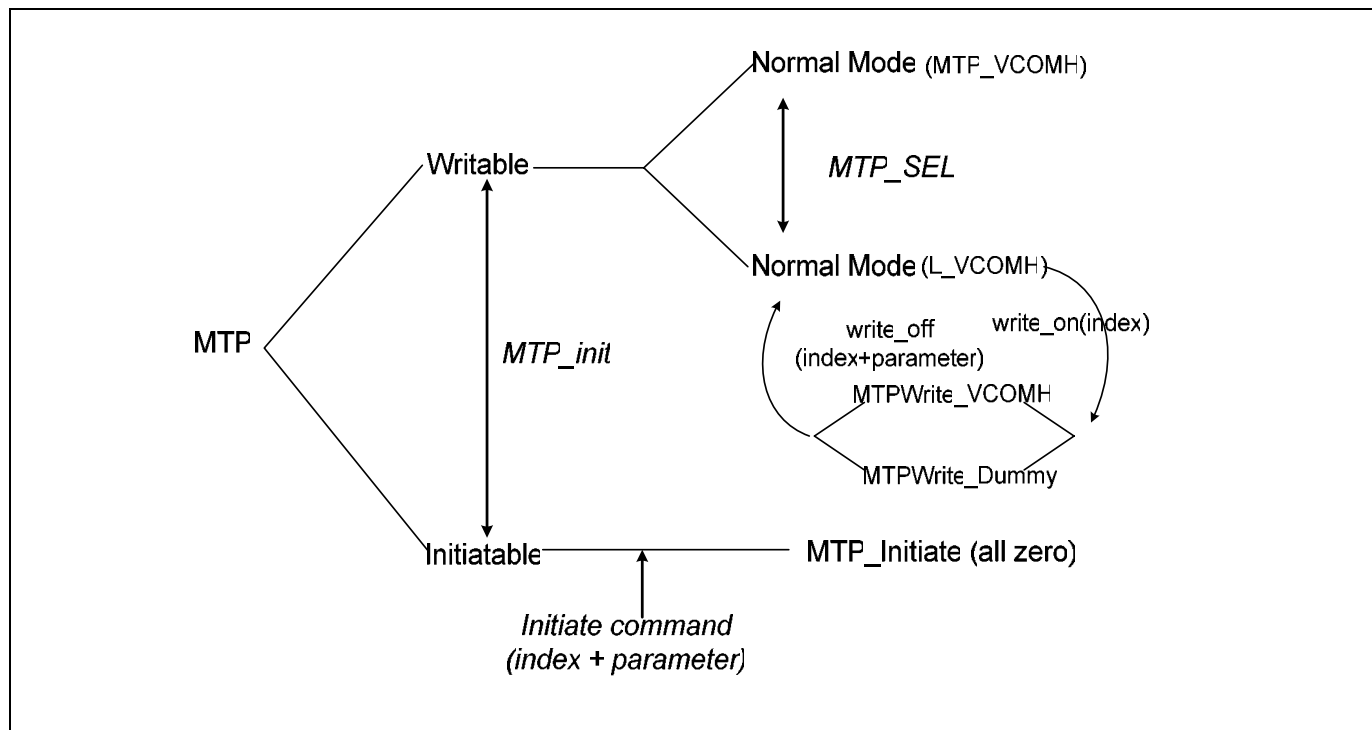 Normal Mode (MTP_VCOMH)
Writable
MTP_SEL
Normal Mode (L_VCOMH)
write_off
(index+parameter)
write_on(index)
MTP
MTP_init
MTPWrite_VCOMH
MTPWrite_Dummy
Initiatable
MTP_Initiate (all zero)
Initiate command
(index + parameter)